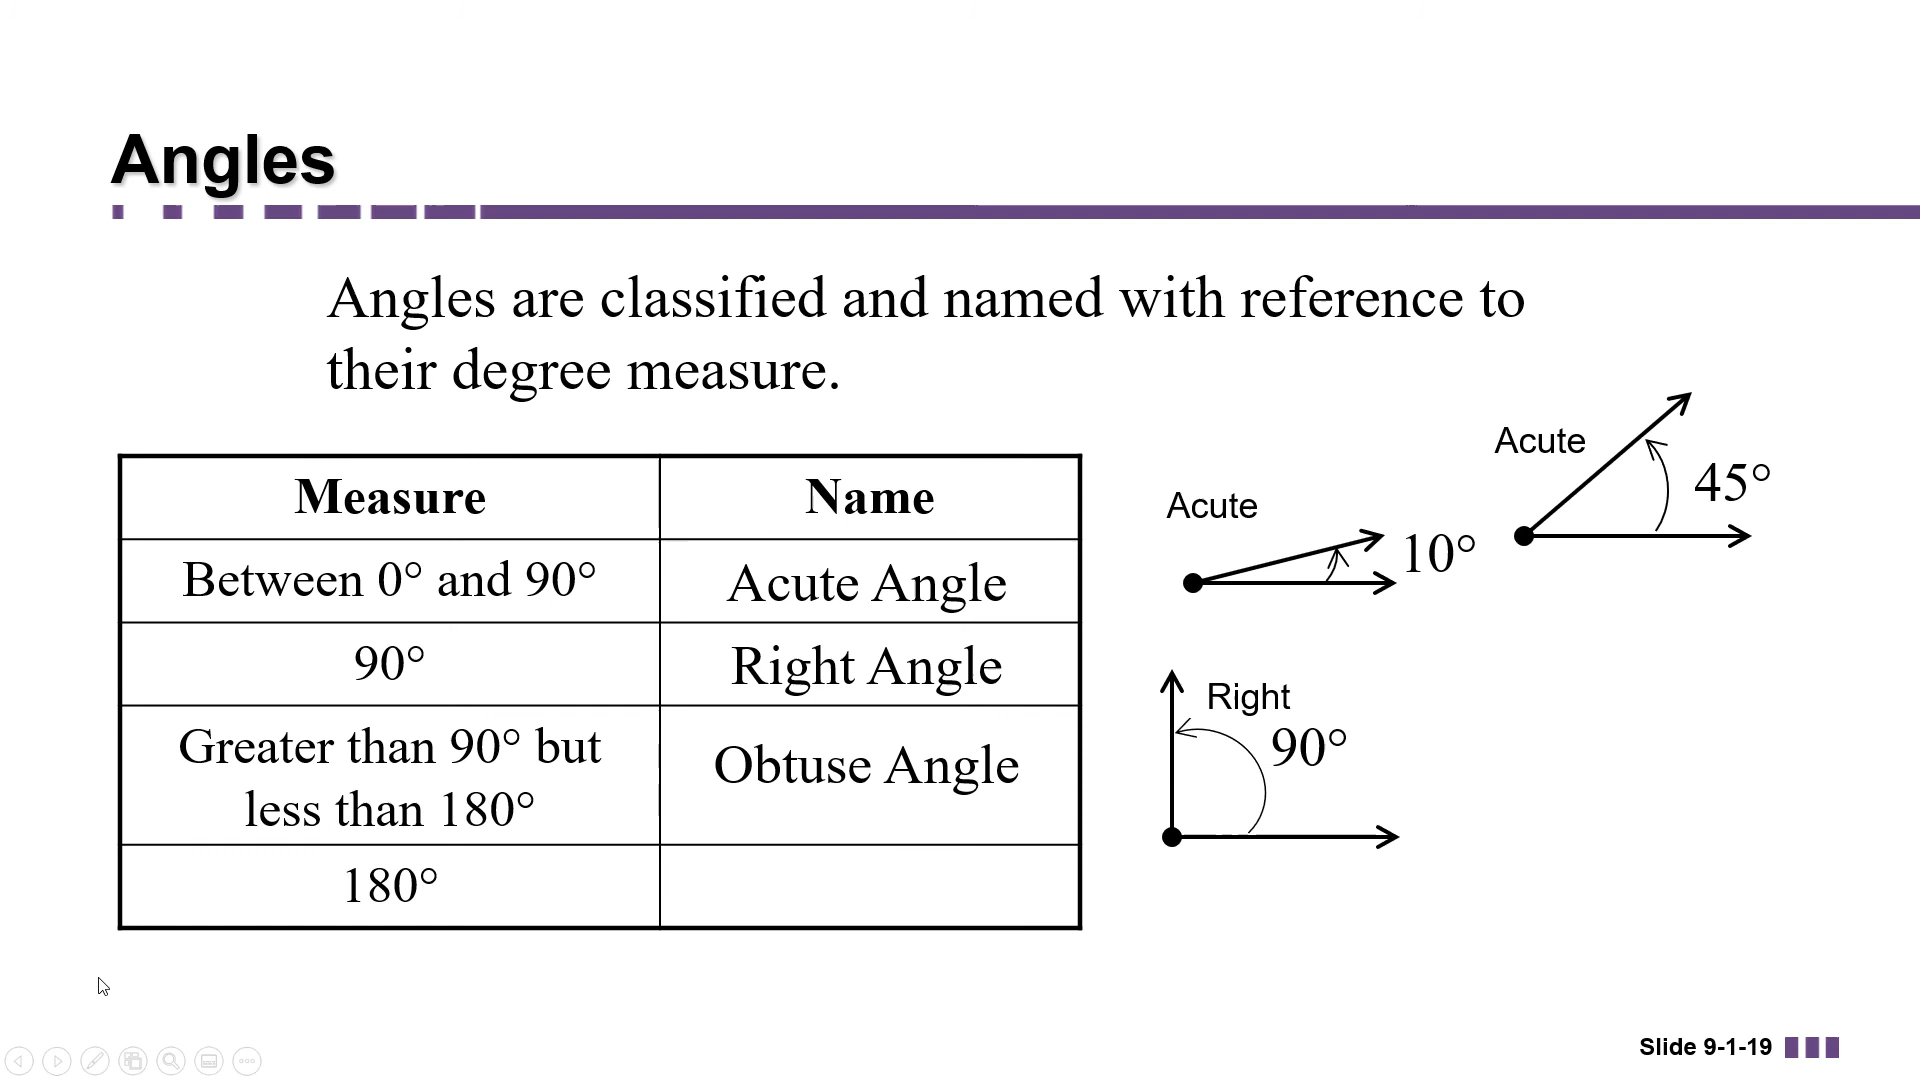 Angles
Angles are classified and named with reference to
their degree measure.
Measure
Name
Between 0° and 90°
Acute Angle
90°
Right Angle
Greater than 90° but
less than 180°
Obtuse Angle
180°
Acute
10°
Acute
45°
Right
90°
Slide 9-1-19